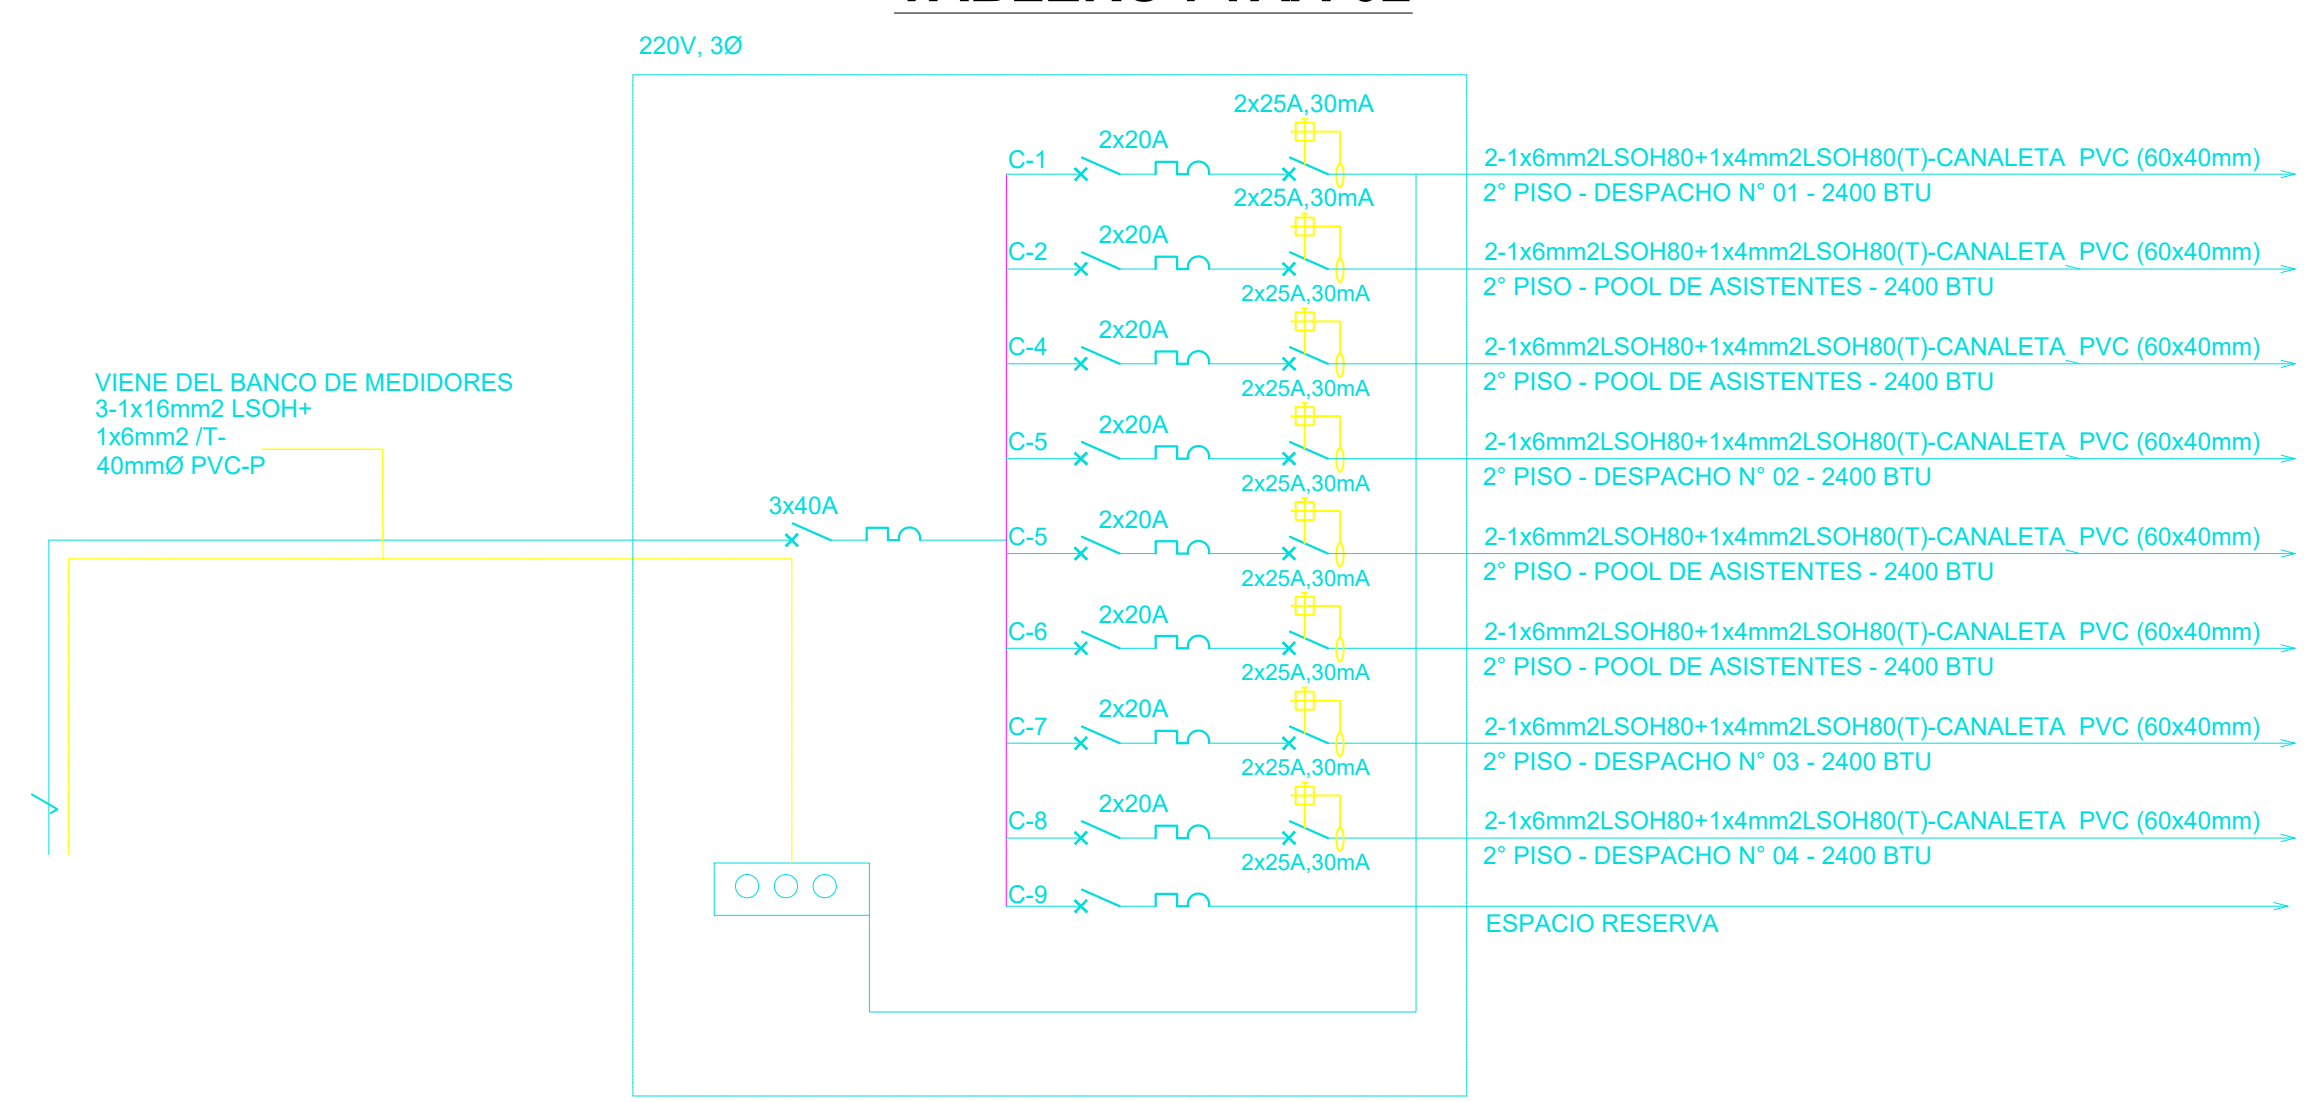 220V, 3Ø
VIENE DEL BANCO DE MEDIDORES
3-1x16mm2 LSOH+
1x6mm2 /T-
40mmØ PVC-P
3x40A
2x25A,30mA
C-1
2x20A
2-1x6mm2LSOH80+1x4mm2LSOH80(T)-CANALETA PVC (60x40mm)
2° PISO - DESPACHO N° 01 - 2400 BTU
2x25A,30mA
C-2
2x20A
2-1x6mm2LSOH80+1x4mm2LSOH80(T)-CANALETA PVC (60x40mm)
2° PISO - POOL DE ASISTENTES - 2400 BTU
2x25A,30mA
C-4
2x20A
2-1x6mm2LSOH80+1x4mm2LSOH80(T)-CANALETA PVC (60x40mm)
2° PISO - POOL DE ASISTENTES - 2400 BTU
2x25A,30mA
C-5
2x20A
2-1x6mm2LSOH80+1x4mm2LSOH80(T)-CANALETA PVC (60x40mm)
2° PISO - DESPACHO N° 02 - 2400 BTU
2x25A,30mA
C-5
2x20A
2-1x6mm2LSOH80+1x4mm2LSOH80(T)-CANALETA PVC (60x40mm)
2° PISO - POOL DE ASISTENTES - 2400 BTU
2x25A,30mA
C-6
2x20A
2-1x6mm2LSOH80+1x4mm2LSOH80(T)-CANALETA PVC (60x40mm)
2° PISO - POOL DE ASISTENTES - 2400 BTU
2x25A,30mA
C-7
2x20A
2-1x6mm2LSOH80+1x4mm2LSOH80(T)-CANALETA PVC (60x40mm)
2° PISO - DESPACHO N° 03 - 2400 BTU
2x25A,30mA
C-8
2x20A
2-1x6mm2LSOH80+1x4mm2LSOH80(T)-CANALETA PVC (60x40mm)
2° PISO - DESPACHO N° 04 - 2400 BTU
2x25A,30mA
C-9
ESPACIO RESERVA